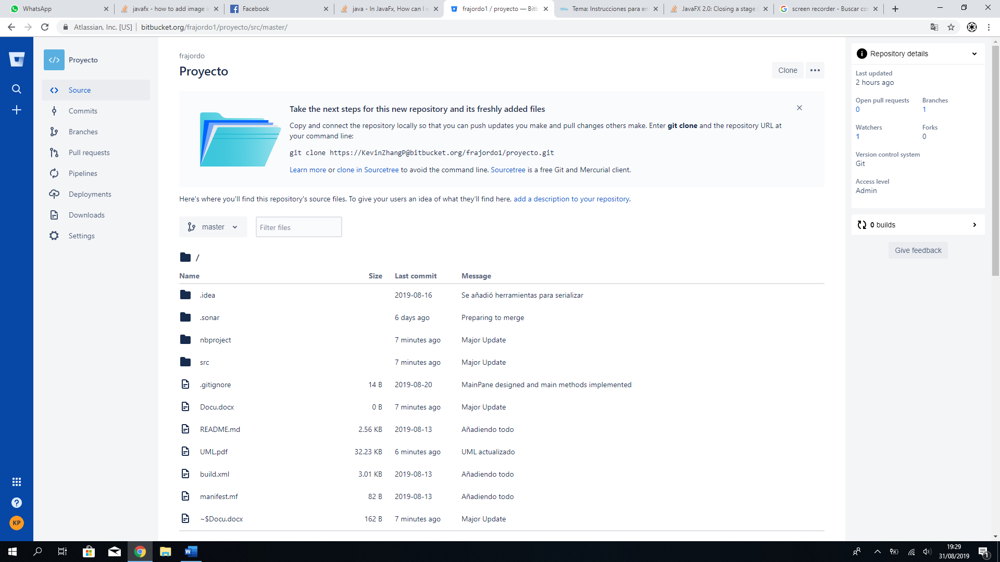 WhatsApp
javafx - how to add image i
Facebook
java - In JavaFx, How can I
frajordo1 / proyecto — Bitb
Tema: Instrucciones para en
JavaFX 2.0: Closing a stage
screen recorder - Buscar co
Atlassian, Inc. [US]
bitbucket.org/frajordo1/proyecto/src/master/
Proyecto
Source
Commits
Branches
Pull requests
Pipelines
Deployments
Downloads
Settings
KP
frajordo
Proyecto
Clone
Take the next steps for this new repository and its freshly added files
Copy and connect the repository locally so that you can push updates you make and pull changes others make. Enter git clone and the repository URL at
your command line:
git clone https://KevinZhangP@bitbucket.org/frajordo1/proyecto.git
Learn more or clone in Sourcetree to avoid the command line. Sourcetree is a free Git and Mercurial client.
Here's where you'll find this repository's source files. To give your users an idea of what they'll find here, add a description to your repository.
master
Filter files
/
Name Size Last commit Message
.idea 2019-08-16 Se añadió herramientas para serializar
.sonar 6 days ago Preparing to merge
nbproject 7 minutes ago Major Update
src 7 minutes ago Major Update
.gitignore 14 B 2019-08-20 MainPane designed and main methods implemented
Docu.docx 0 B 7 minutes ago Major Update
README.md 2.56 KB 2019-08-13 Añadiendo todo
UML.pdf 32.23 KB 6 minutes ago UML actualizado
build.xml 3.01 KB 2019-08-13 Añadiendo todo
manifest.mf 82 B 2019-08-13 Añadiendo todo
~$Docu.docx 162 B 7 minutes ago Major Update
Repository details
Last updated
2 hours ago
Open pull requests Branches
0 1
Watchers Forks
1 0
Version control system
Git
Access level
Admin
0 builds
Give feedback
19:29
31/08/2019
1